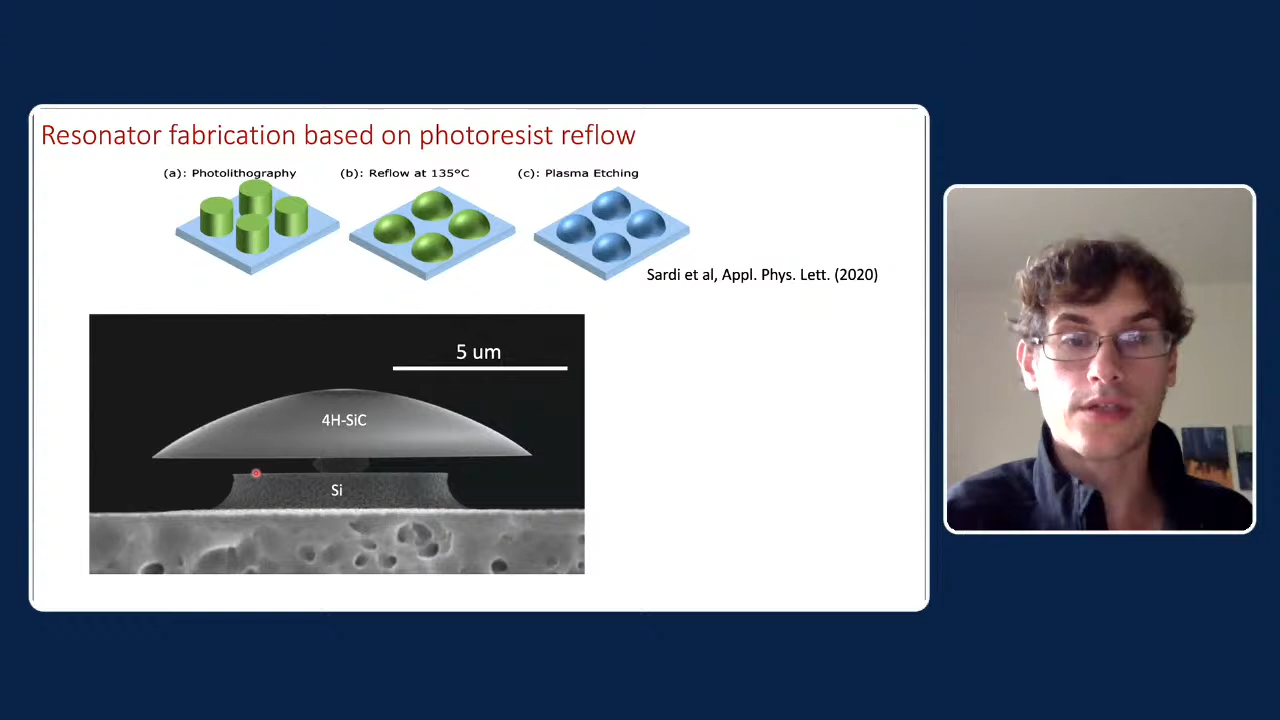 Resonator fabrication based on photoresist reflow
(a): Photolithography
(b): Reflow at 135°C
(c): Plasma Etching
Sardi et al, Appl. Phys. Lett. (2020)
5 um
4H-SiC
Si